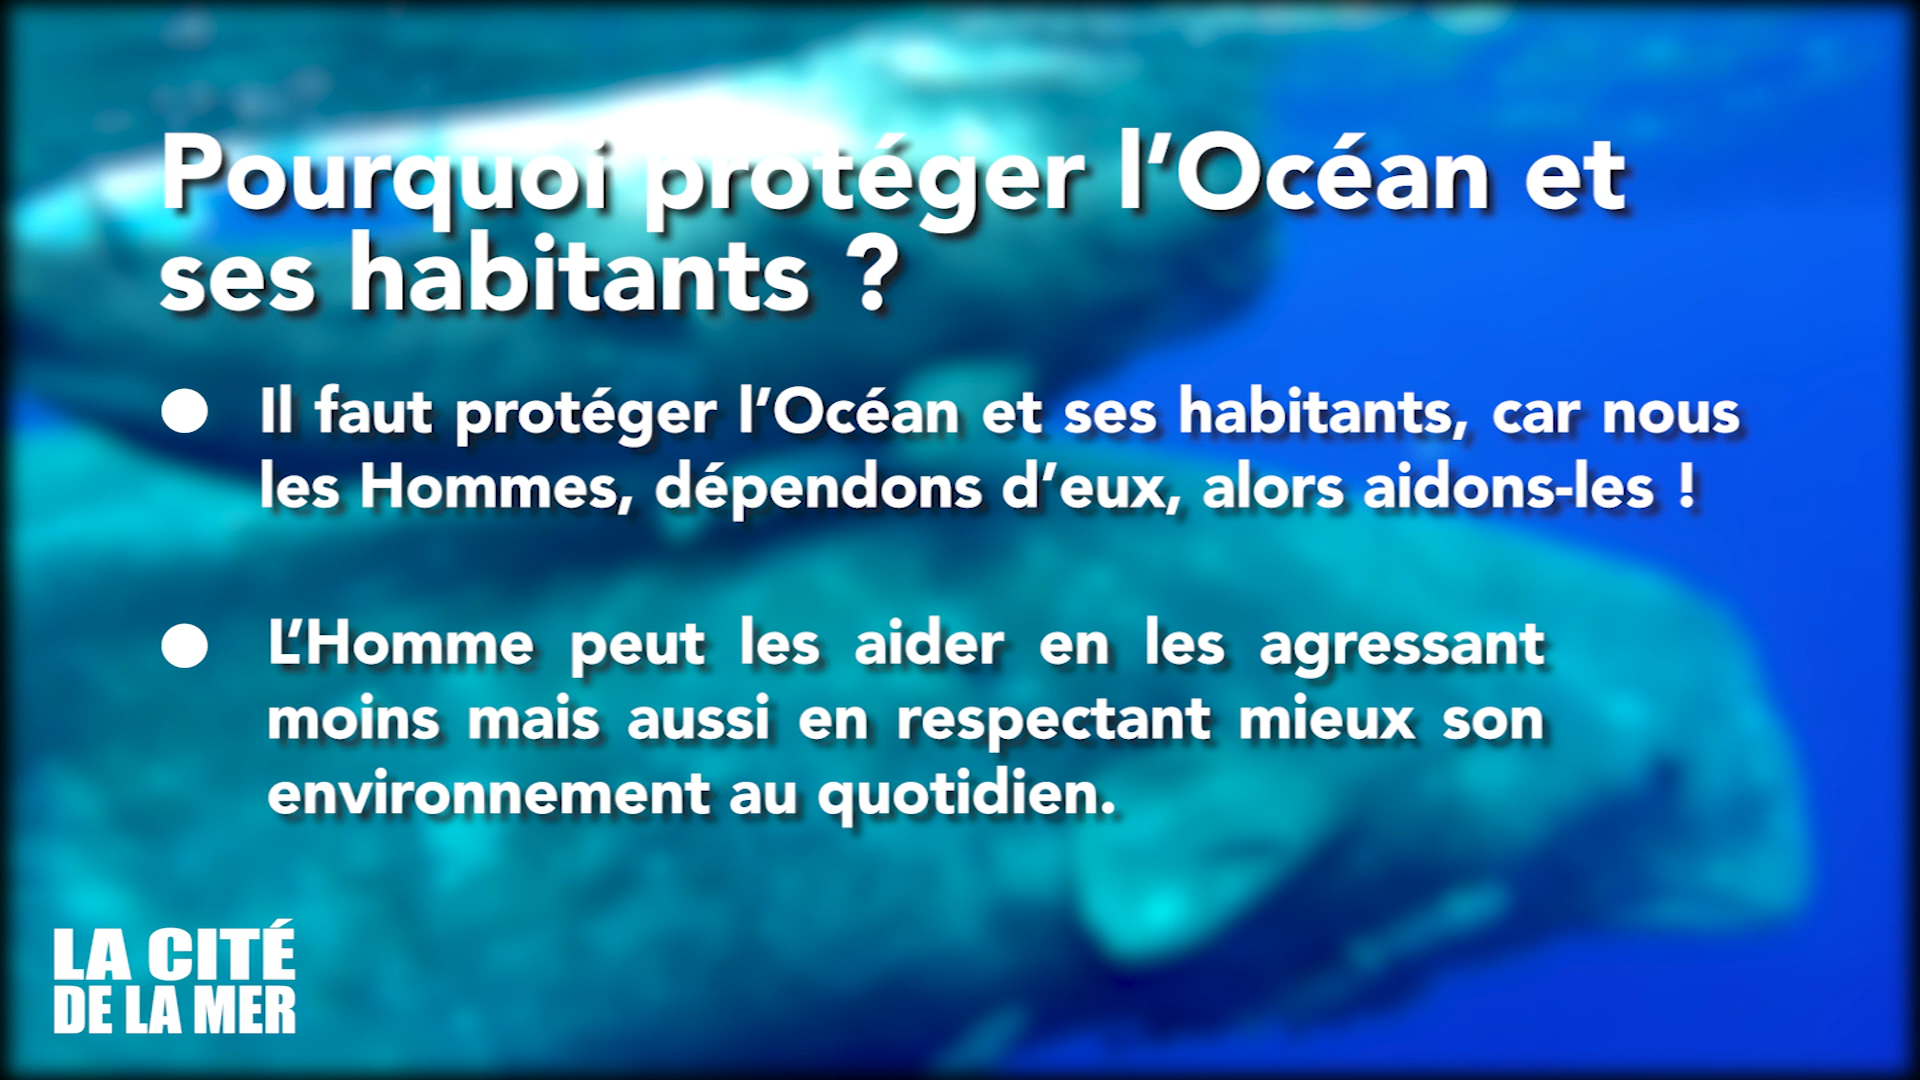 Pourquoi protéger l’Océan et
ses habitants ?
● Il faut protéger l’Océan et ses habitants, car nous
les Hommes, dépendons d’eux, alors aidons-les !
● L’Homme peut les aider en les agressant
moins mais aussi en respectant mieux son
environnement au quotidien.
LA CITÉ
DE LA MER